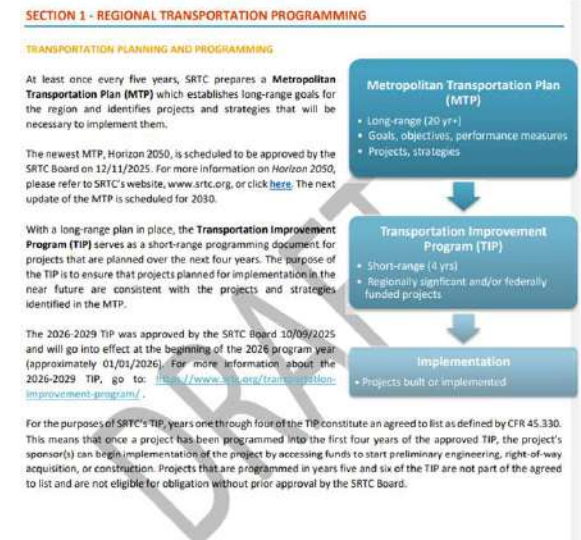 SECTION 1 - REGIONAL TRANSPORTATION PROGRAMMING
TRANSPORTATION PLANNING AND PROGRAMMING
At least once every five years, SRTC prepares a Metropolitan
Transportation Plan (MTP) which establishes long-range goals for
the region and identifies projects and strategies that will be
necessary to implement them.
The newest MTP, Horizon 2050, is scheduled to be approved by the
SRTC Board on 12/11/2025. For more information on Horizon 2050,
please refer to SRTC's website, www.srtc.org, or click here. The next
update of the MTP is scheduled for 2030.
With a long-range plan in place, the Transportation Improvement
Program (TIP) serves as a short-range programming document for
projects that are planned over the next four years. The purpose of
the TIP is to ensure that projects planned for implementation in the
near future are consistent with the projects and strategies
identified in the MTP.
The 2026-2029 TIP was approved by the SRTC Board 10/09/2025
and will go into effect at the beginning of the 2026 program year
(approximately 01/01/2026). For more information about the
2026-2029 TIP, go to: https://www.srtc.org/transportation-
improvement-program/ .
Metropolitan Transportation Plan
(MTP)
• Long-range (20 yr+)
• Goals, objectives, performance measures
• Projects, strategies
Transportation Improvement
Program (TIP)
• Short-range (4 yrs)
• Regionally signficant and/or federally
funded projects
Implementation
• Projects built or implemented
For the purposes of SRTC's TIP, years one through four of the TIP constitute an agreed to list as defined by CFR 45.330.
This means that once a project has been programmed into the first four years of the approved TIP, the project's
sponsor(s) can begin implementation of the project by accessing funds to start preliminary engineering, right-of-way
acquisition, or construction. Projects that are programmed in years five and six of the TIP are not part of the agreed
to list and are not eligible for obligation without prior approval by the SRTC Board.
DRAFT